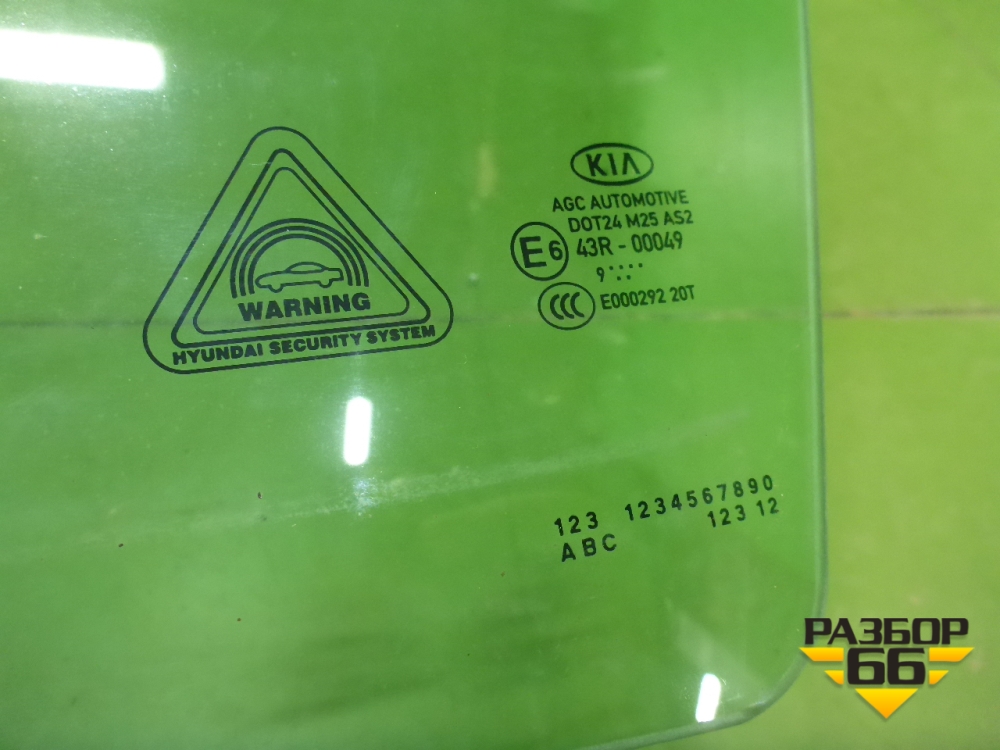 WARNING
HYUNDAI SECURITY SYSTEM
KIA
AGC AUTOMOTIVE
DOT24 M25 AS2
E6 43R - 00049
9
CCC E000292 20T
123 1234567890
ABC 123 12
РАЗБОР
66